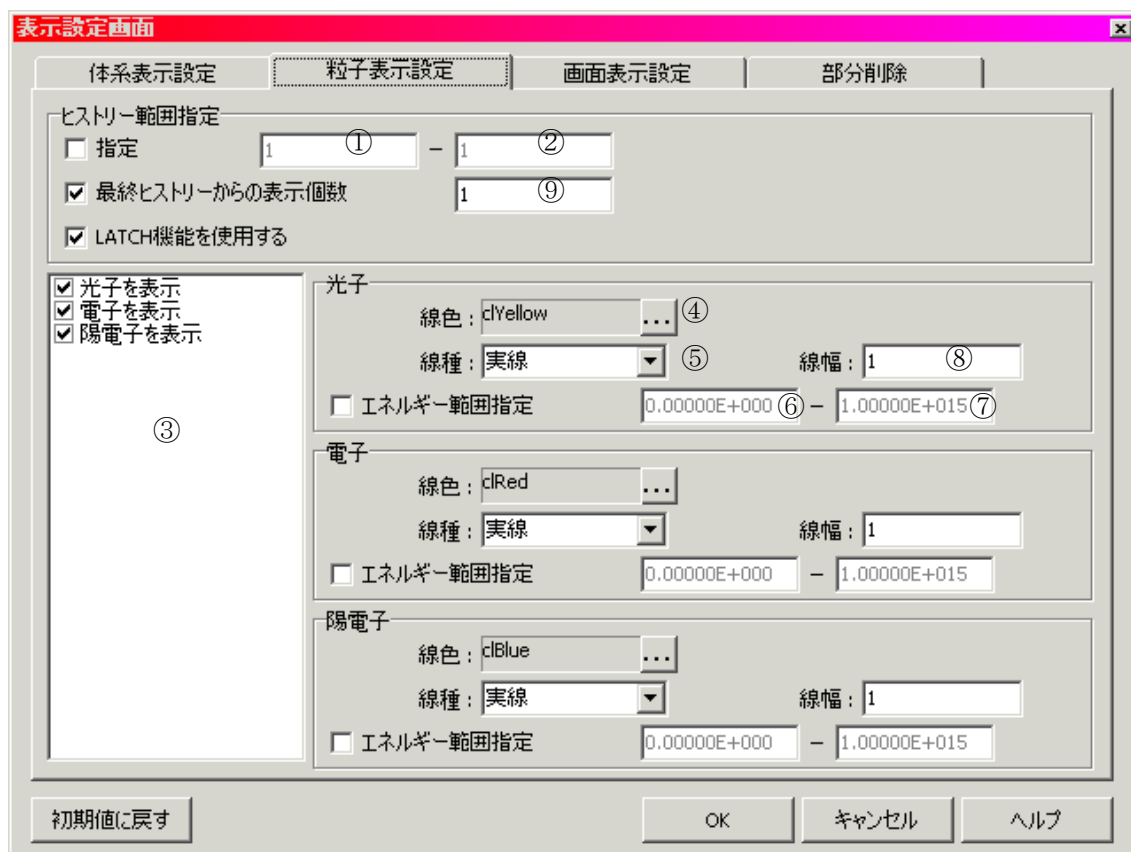 表示設定画面
体系表示設定 粒子表示設定 画面表示設定 部分削除
ヒストリー範囲指定
指定 1 ① − 1 ②
最終ヒストリーからの表示個数 1 ⑨
LATCH機能を使用する
光子を表示
電子を表示
陽電子を表示
③
光子
線色: clYellow ... ④
線種: 実線 ⑤ 線幅: 1 ⑧
エネルギー範囲指定 0.00000E+000 ⑥ − 1.00000E+015 ⑦
電子
線色: clRed ...
線種: 実線 線幅: 1
エネルギー範囲指定 0.00000E+000 − 1.00000E+015
陽電子
線色: clBlue ...
線種: 実線 線幅: 1
エネルギー範囲指定 0.00000E+000 − 1.00000E+015
初期値に戻す OK キャンセル ヘルプ